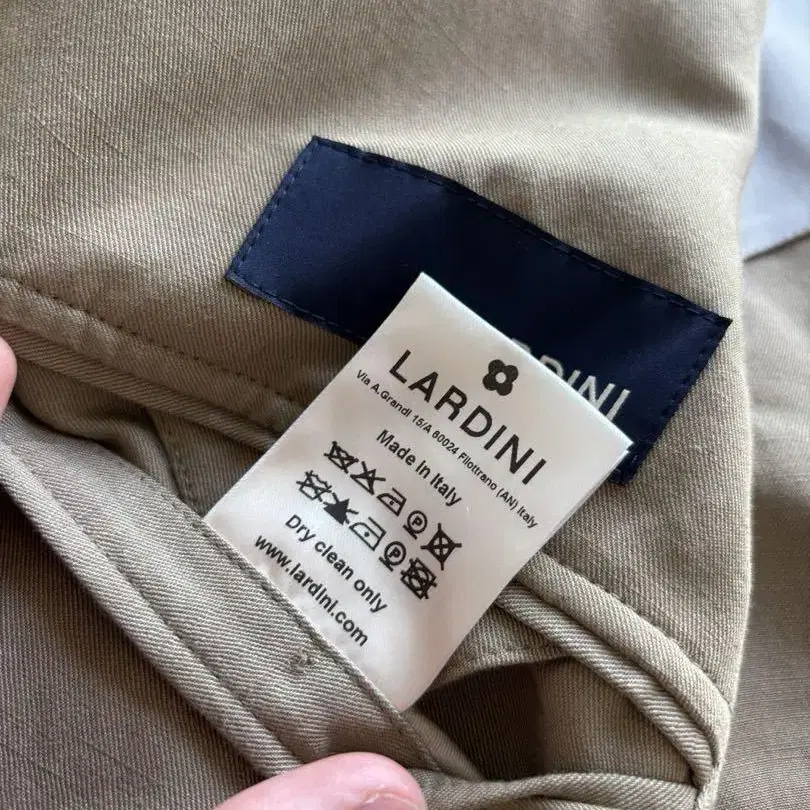 LARDINI
Via A.Grandi 15/A 60024 Filottrano (AN) Italy
Made in Italy
P
P
Dry clean only
www.lardini.com